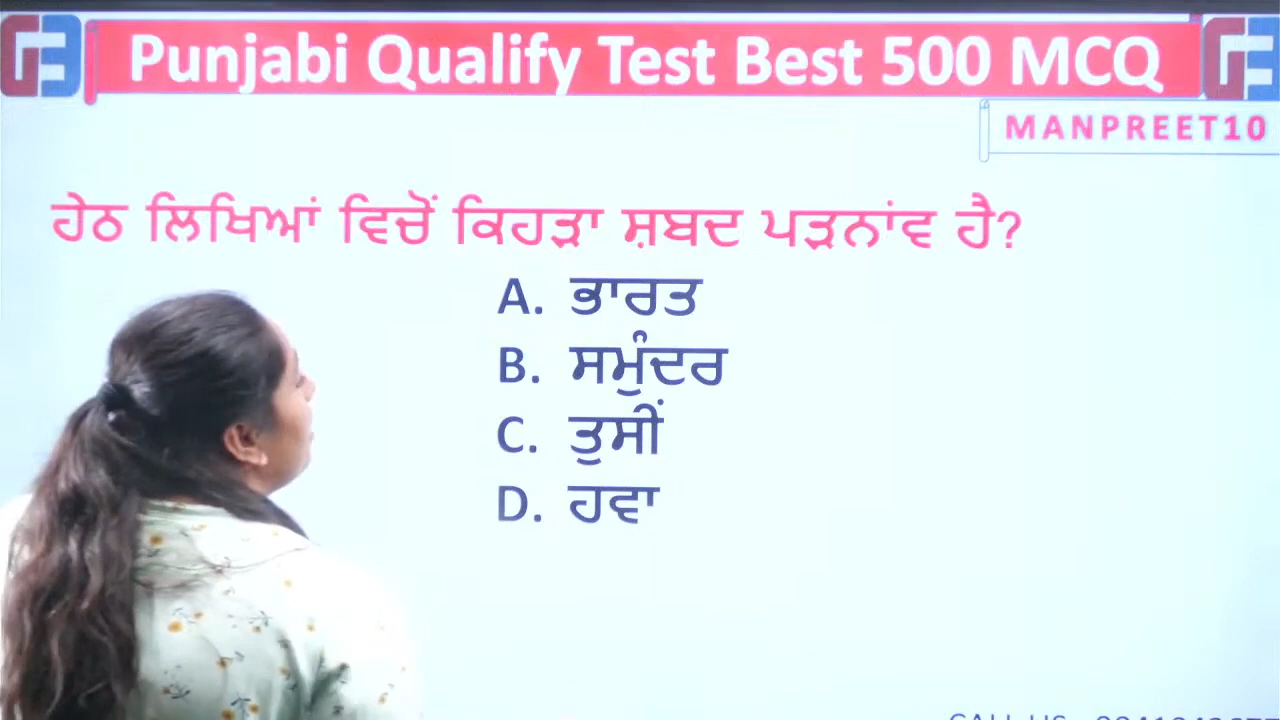 Punjabi Qualify Test Best 500 MCQ
MANPREET10
ਹੇਠ ਲਿਖਿਆਂ ਵਿਚੋਂ ਕਿਹੜਾ ਸ਼ਬਦ ਪੜਨਾਂਵ ਹੈ?
A. ਭਾਰਤ
B. ਸਮੁੰਦਰ
C. ਤੁਸੀਂ
D. ਹਵਾ